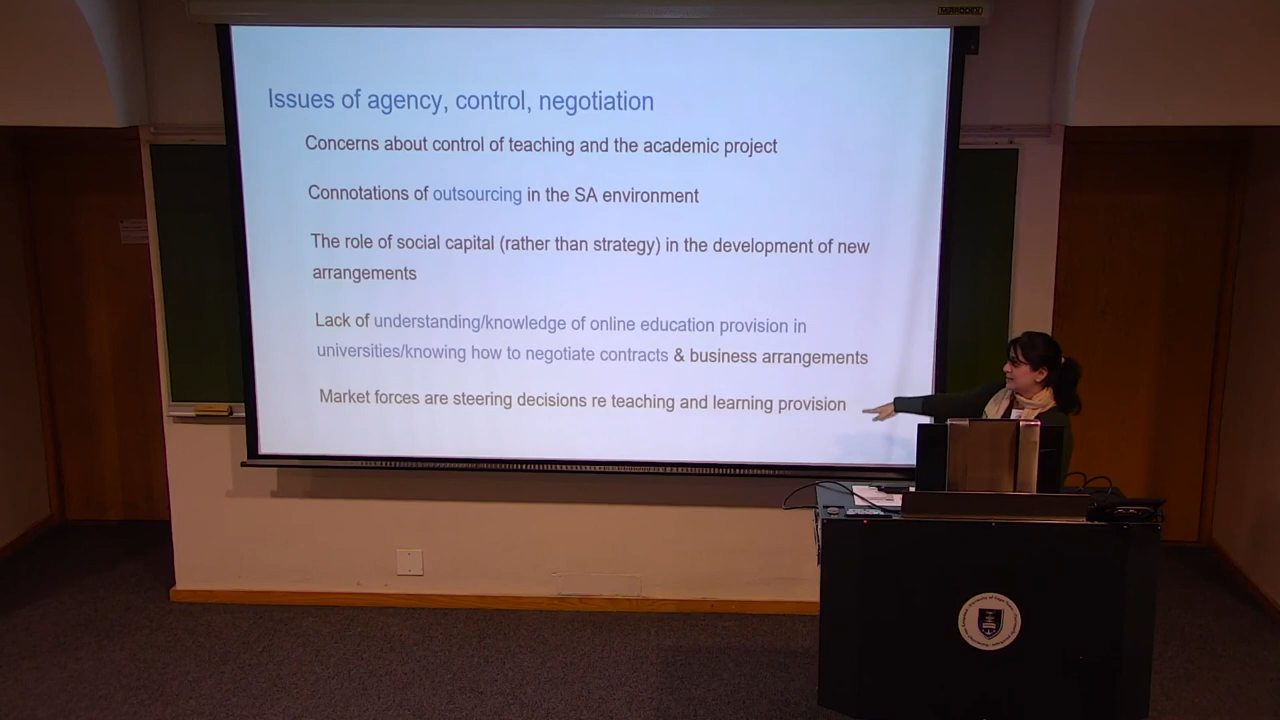 Issues of agency, control, negotiation
Concerns about control of teaching and the academic project
Connotations of outsourcing in the SA environment
The role of social capital (rather than strategy) in the development of new
arrangements
Lack of understanding/knowledge of online education provision in
universities/knowing how to negotiate contracts & business arrangements
Market forces are steering decisions re teaching and learning provision